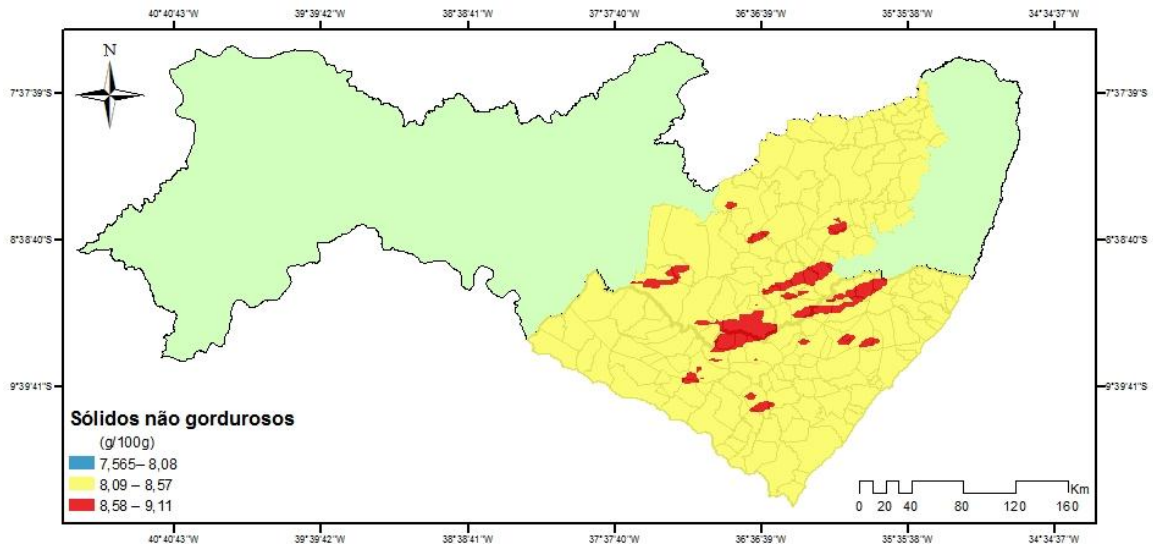 40°40'43"W 39°39'42"W 38°38'41"W 37°37'40"W 36°36'39"W 35°35'38"W 34°34'37"W
N
7°37'39"S 7°37'39"S
8°38'40"S 8°38'40"S
9°39'41"S 9°39'41"S
Sólidos não gordurosos
(g/100g)
7,565– 8,08
8,09 – 8,57
8,58 – 9,11
Km
0 20 40 80 120 160
40°40'43"W 39°39'42"W 38°38'41"W 37°37'40"W 36°36'39"W 35°35'38"W 34°34'37"W